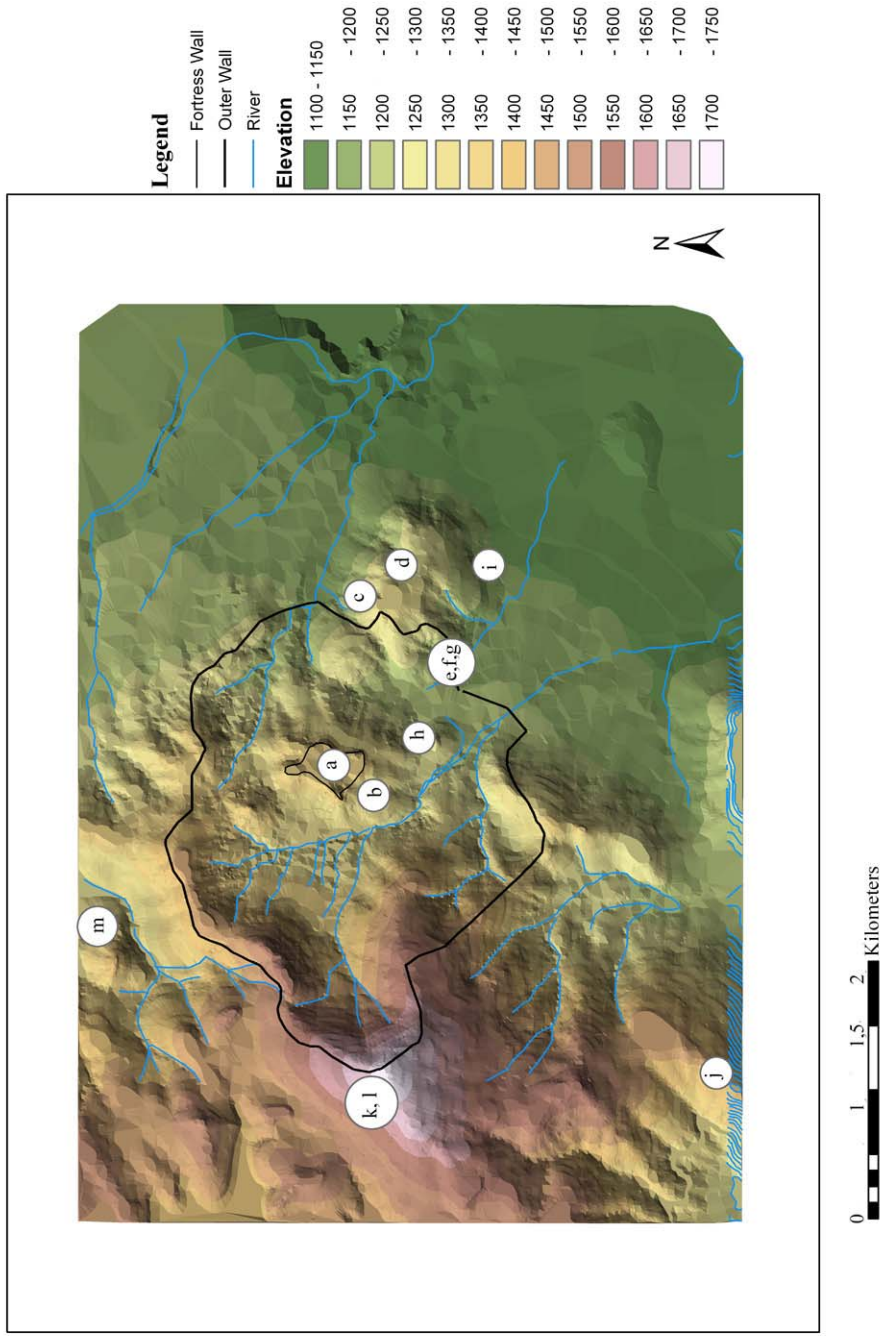 Legend
Fortress Wall
Outer Wall
River
Elevation
1100 - 1150
1150 - 1200
1200 - 1250
1250 - 1300
1300 - 1350
1350 - 1400
1400 - 1450
1450 - 1500
1500 - 1550
1550 - 1600
1600 - 1650
1650 - 1700
1700 - 1750
N
m
c
d
a
b
e,f,g
i
h
k, l
j
0 1 1,5 2
Kilometers